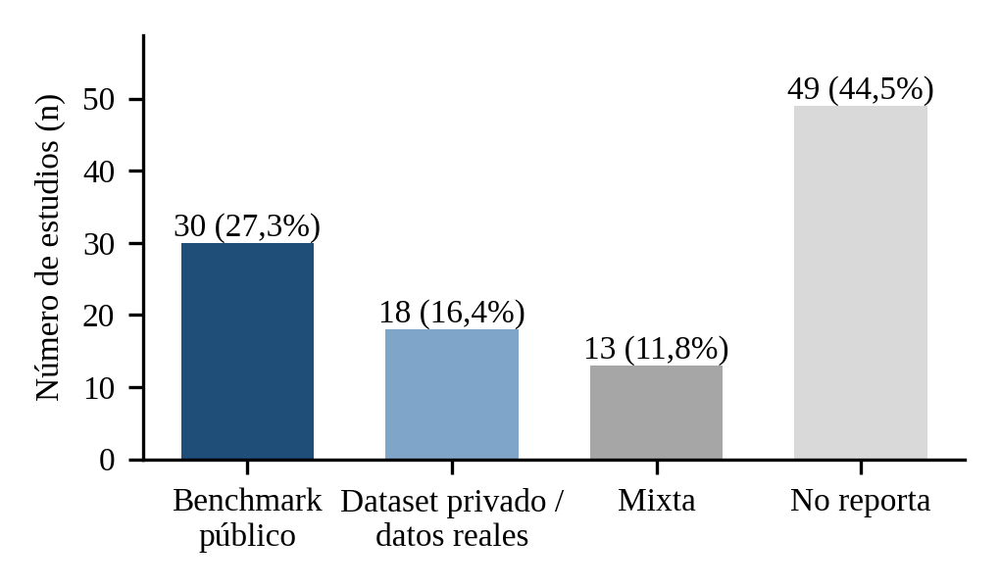 Número de estudios (n)
50
40
30
20
10
0
30 (27,3%)
18 (16,4%)
13 (11,8%)
49 (44,5%)
Benchmark
público
Dataset privado /
datos reales
Mixta
No reporta